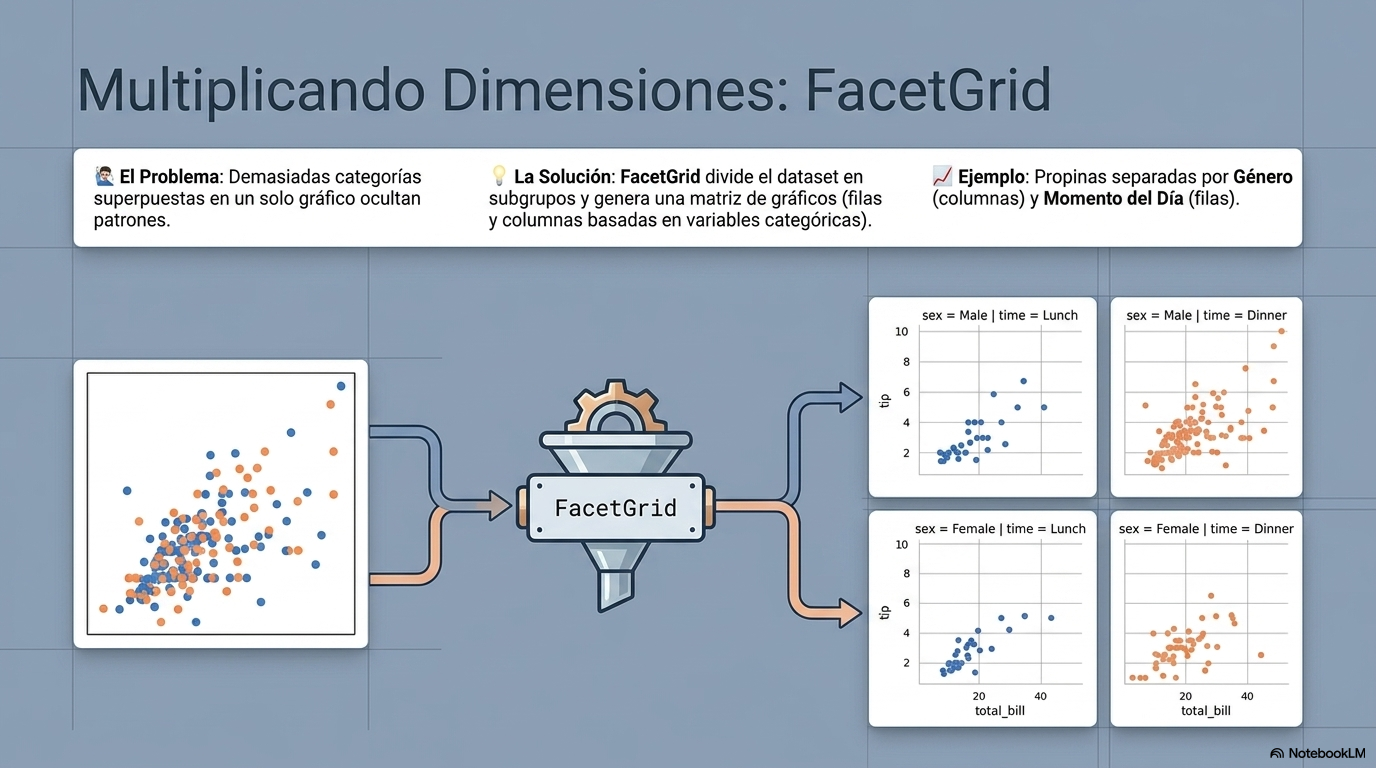 Multiplicando Dimensiones: FacetGrid
El Problema: Demasiadas categorías
superpuestas en un solo gráfico ocultan
patrones.
La Solución: FacetGrid divide el dataset en
subgrupos y genera una matriz de gráficos (filas
y columnas basadas en variables categóricas).
Ejemplo: Propinas separadas por Género
(columnas) y Momento del Día (filas).
FacetGrid
sex = Male | time = Lunch
10
8
6
4
2
tip
sex = Male | time = Dinner
sex = Female | time = Lunch
10
8
6
4
2
tip
20 40
total_bill
sex = Female | time = Dinner
20 40
total_bill
NotebookLM